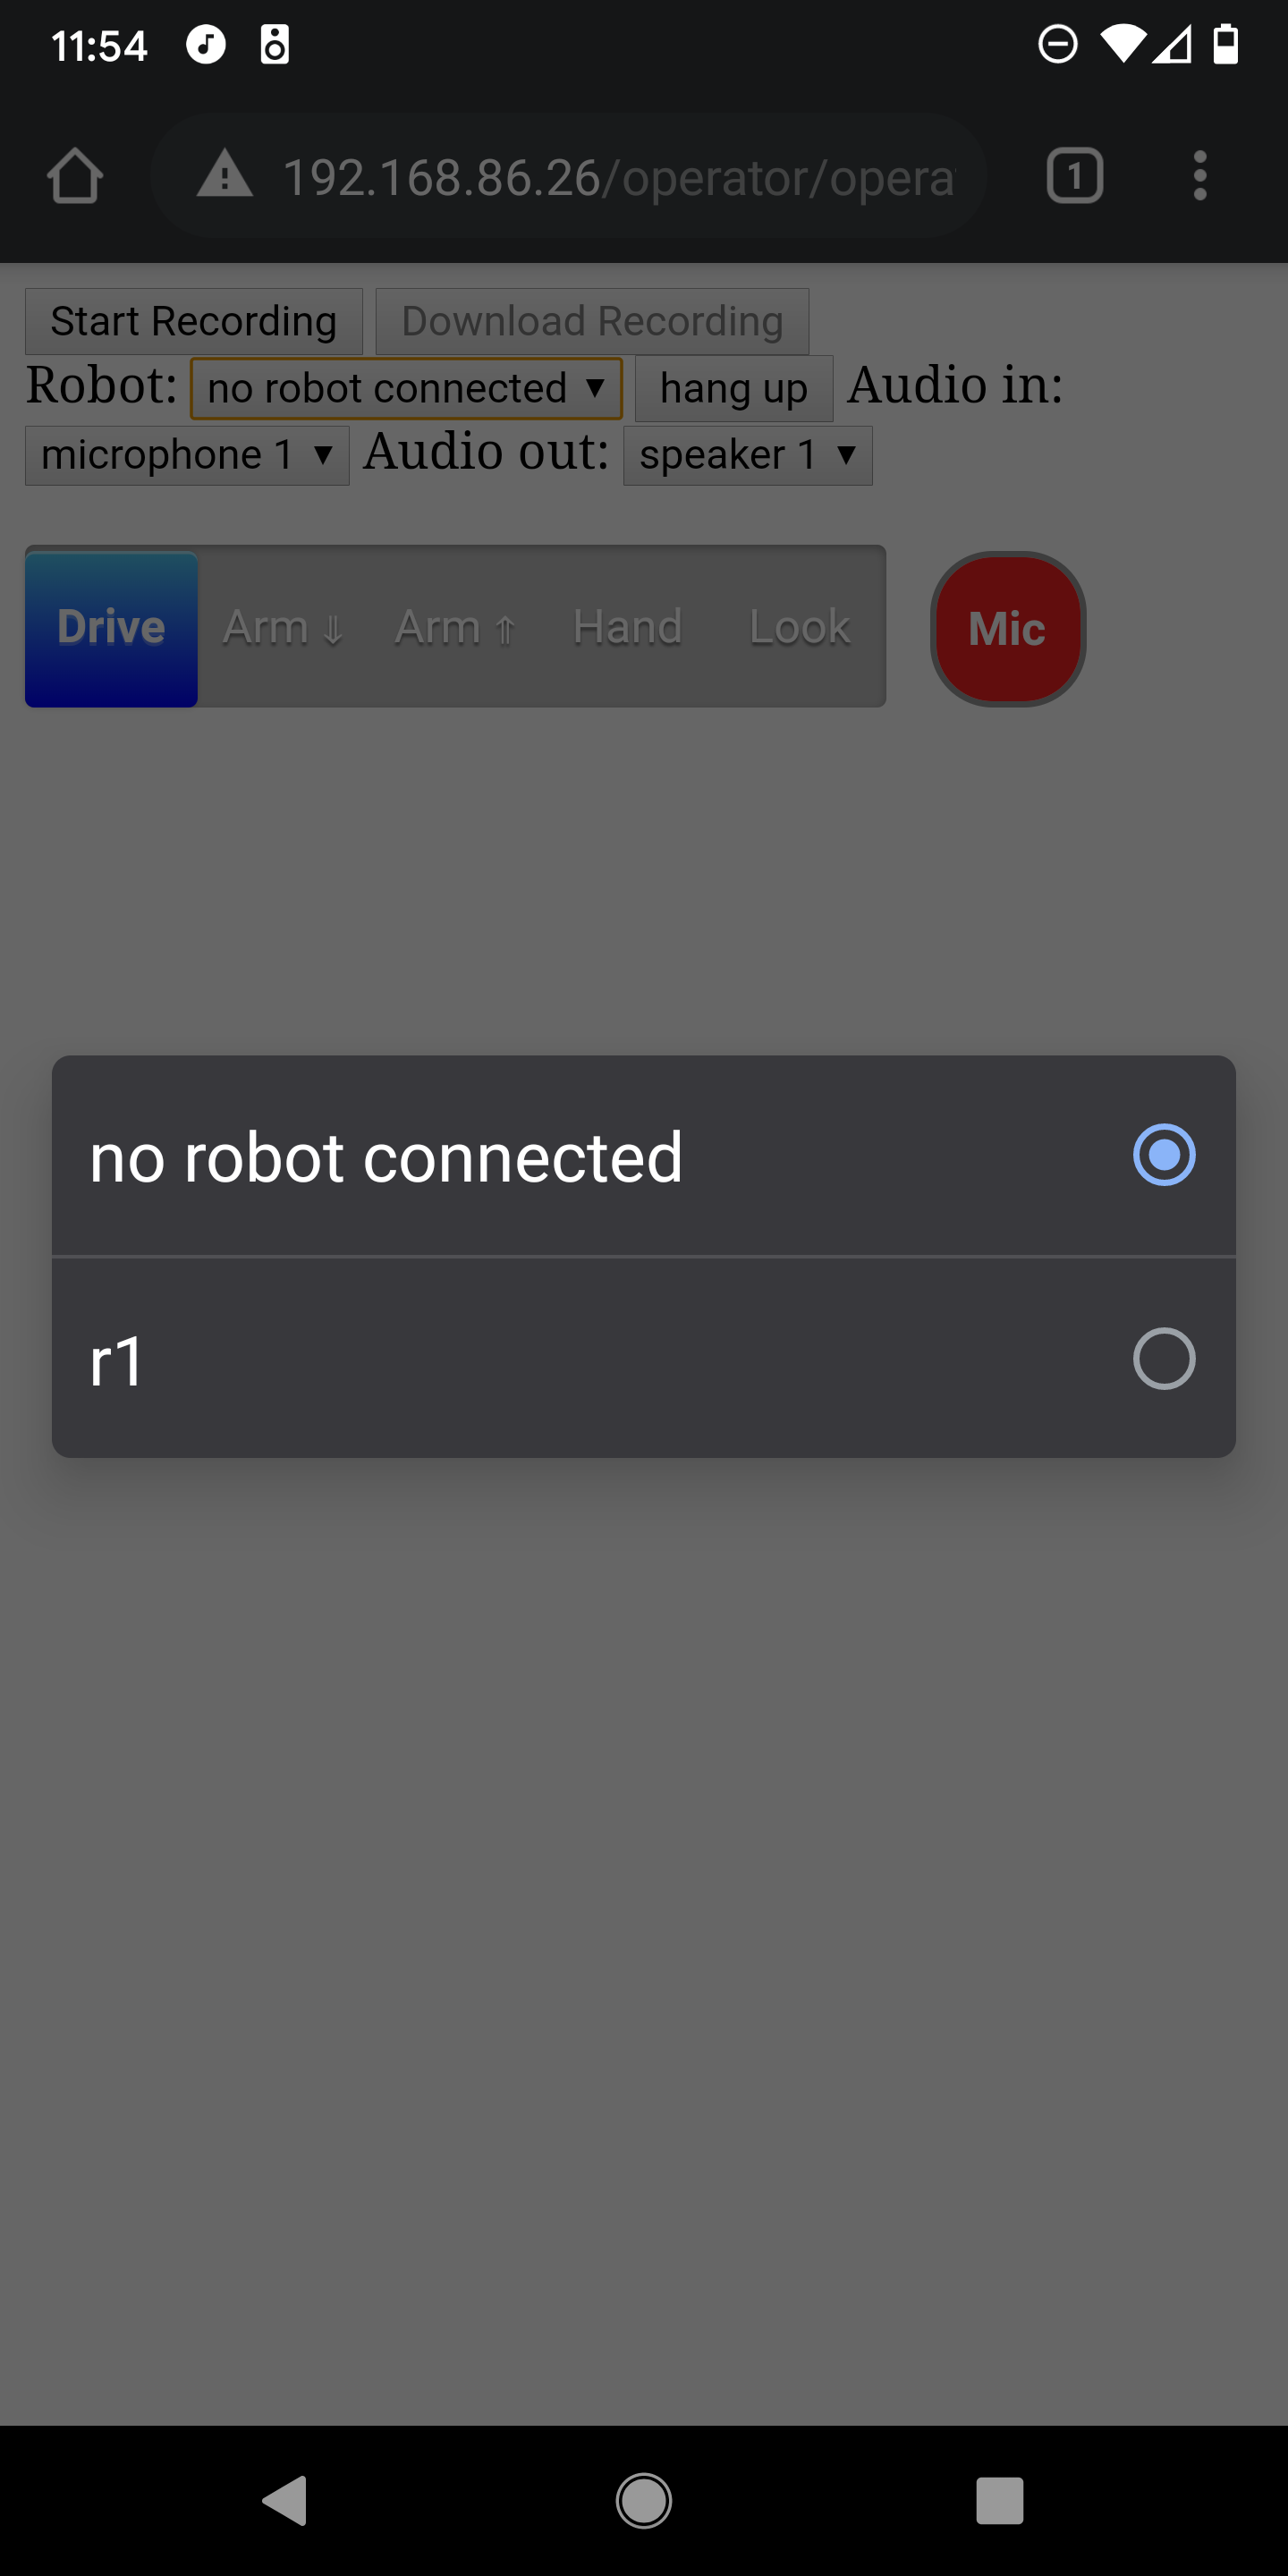 11:54
192.168.86.26/operator/opera
1
Start Recording Download Recording
Robot: no robot connected ▼ hang up Audio in:
microphone 1 ▼ Audio out: speaker 1 ▼
Drive Arm ⇓ Arm ⇑ Hand Look Mic
no robot connected
r1